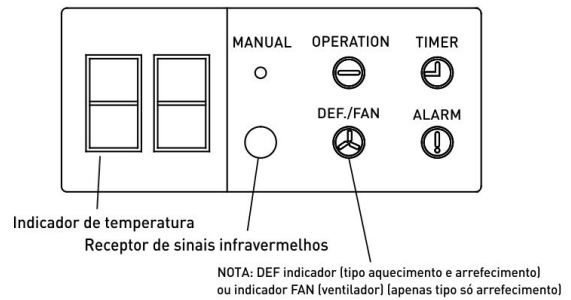 MANUAL OPERATION TIMER
DEF./FAN ALARM
Indicador de temperatura
Receptor de sinais infravermelhos
NOTA: DEF indicador (tipo aquecimento e arrefecimento)
ou indicador FAN (ventilador) (apenas tipo só arrefecimento)